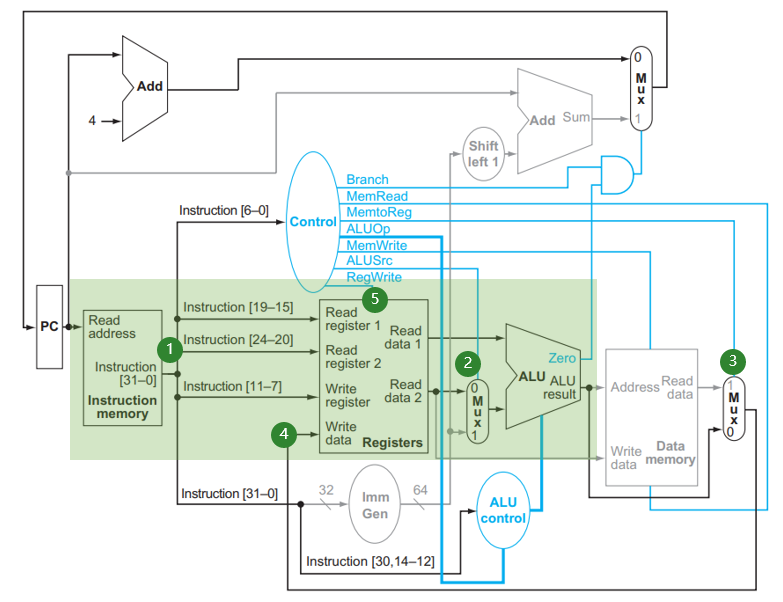 Add
4
0
M
u
x
1
Add Sum
Shift
left 1
Branch
MemRead
MemtoReg
ALUOp
MemWrite
ALUSrc
RegWrite
Control
Instruction [6–0]
PC
Read
address
Instruction
[31–0]
Instruction
memory
1
Instruction [19–15]
Instruction [24–20]
Instruction [11–7]
5
Read
register 1
Read
data 1
Read
register 2
Write
register
Read
data 2
Write
data
Registers
4
2
0
M
u
x
1
Zero
ALU
ALU
result
Address
Read
data
Write
data
Data
memory
3
1
M
u
x
0
Instruction [31–0]
32
Imm
Gen
64
ALU
control
Instruction [30,14–12]